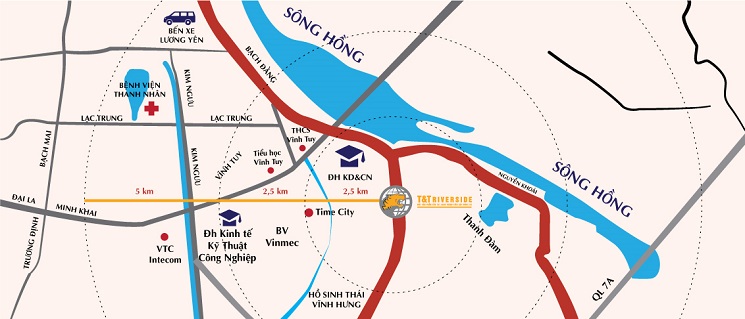 BẾN XE
LƯƠNG YÊN
BẠCH ĐẰNG
SÔNG HỒNG
BỆNH VIỆN
THANH NHÀN
KIM NGƯU
LẠC TRUNG
LẠC TRUNG
BẠCH MAI
KIM NGƯU
VĨNH TUY
THCS
Vĩnh Tuy
Tiểu học
Vĩnh Tuy
ĐH KD&CN
NGUYỄN KHOÁI
SÔNG HỒNG
5 km
2,5 km
2,5 km
T&T RIVERSIDE
ĐẠI LA
MINH KHAI
TRƯƠNG ĐỊNH
VTC
Intecom
Đh Kinh tế
Kỹ Thuật
Công Nghiệp
BV
Vinmec
Time City
Thanh Đàm
HỒ SINH THÁI
VĨNH HƯNG
QL 7A